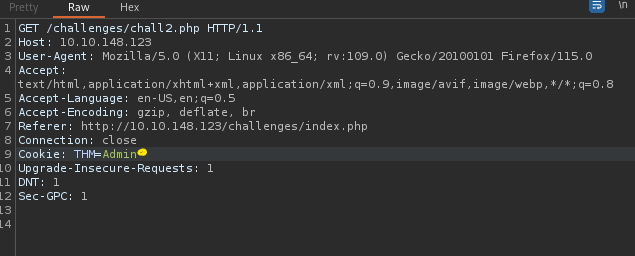 Pretty Raw Hex \n
1 GET /challenges/chall2.php HTTP/1.1
2 Host: 10.10.148.123
3 User-Agent: Mozilla/5.0 (X11; Linux x86_64; rv:109.0) Gecko/20100101 Firefox/115.0
4 Accept:
text/html,application/xhtml+xml,application/xml;q=0.9,image/avif,image/webp,*/*;q=0.8
5 Accept-Language: en-US,en;q=0.5
6 Accept-Encoding: gzip, deflate, br
7 Referer: http://10.10.148.123/challenges/index.php
8 Connection: close
9 Cookie: THM=Admin
10 Upgrade-Insecure-Requests: 1
11 DNT: 1
12 Sec-GPC: 1
13
14